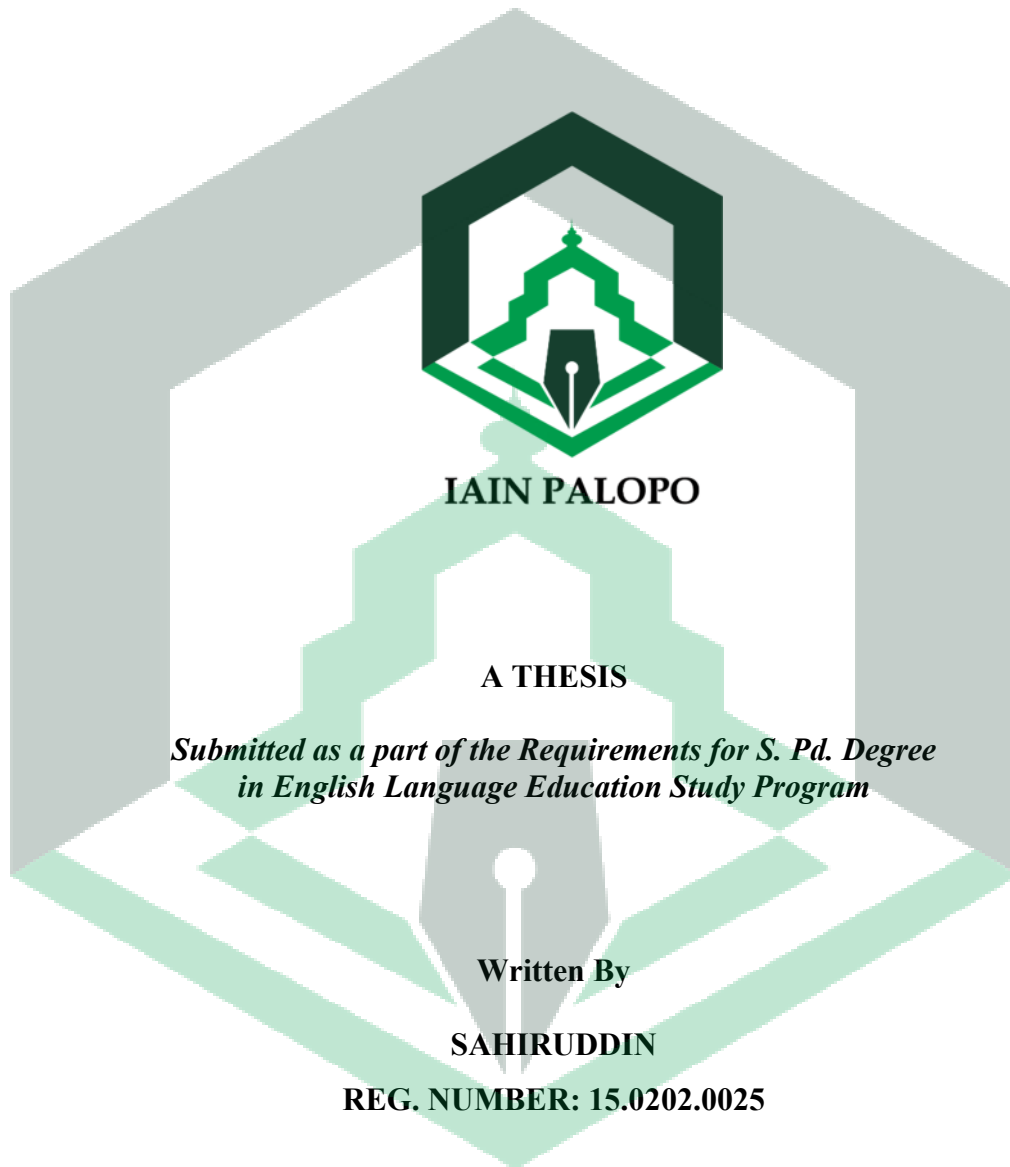 IAIN PALOPO
A THESIS
Submitted as a part of the Requirements for S. Pd. Degree
in English Language Education Study Program
Written By
SAHIRUDDIN
REG. NUMBER: 15.0202.0025